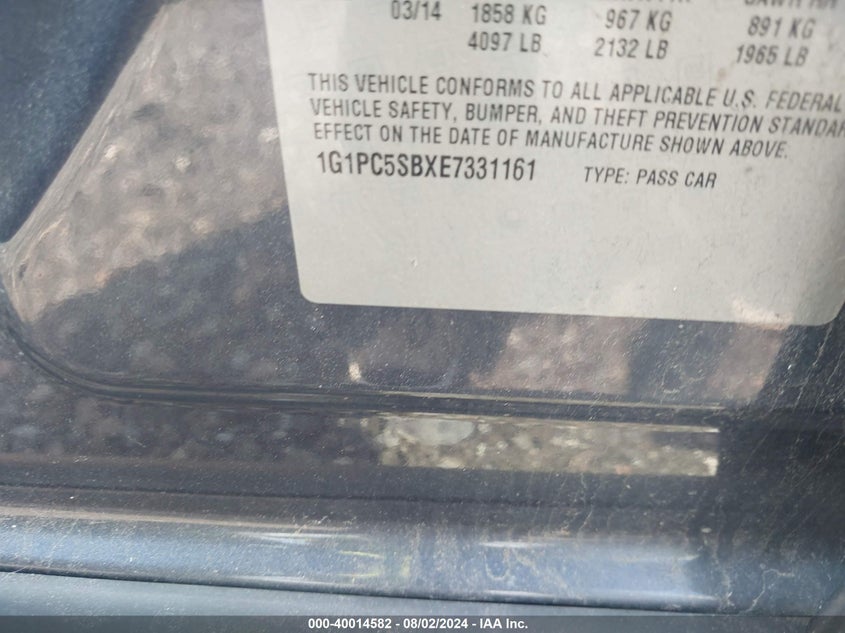 03/14 1858 KG 967 KG 891 KG
4097 LB 2132 LB 1965 LB
THIS VEHICLE CONFORMS TO ALL APPLICABLE U.S. FEDERAL
VEHICLE SAFETY, BUMPER, AND THEFT PREVENTION STANDAR
EFFECT ON THE DATE OF MANUFACTURE SHOWN ABOVE.
1G1PC5SBXE7331161 TYPE: PASS CAR
000-40014582 - 08/02/2024 - IAA Inc.